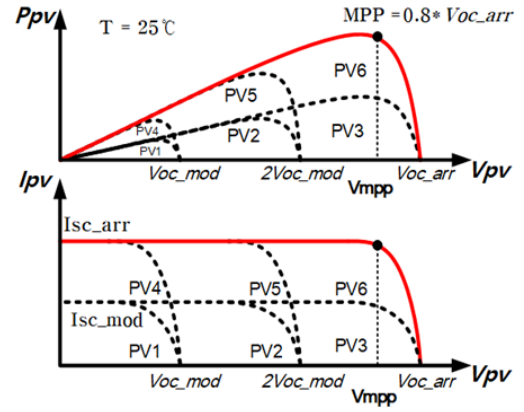 Ppv
T = 25℃
MPP = 0.8* Voc_arr
PV6
PV5
PV4
PV2
PV3
PV1
Voc_mod
2Voc_mod
Voc_arr
Vpv
Vmpp
Ipv
Isc_arr
PV4
PV5
PV6
Isc_mod
PV1
PV2
PV3
Voc_mod
2Voc_mod
Voc_arr
Vpv
Vmpp